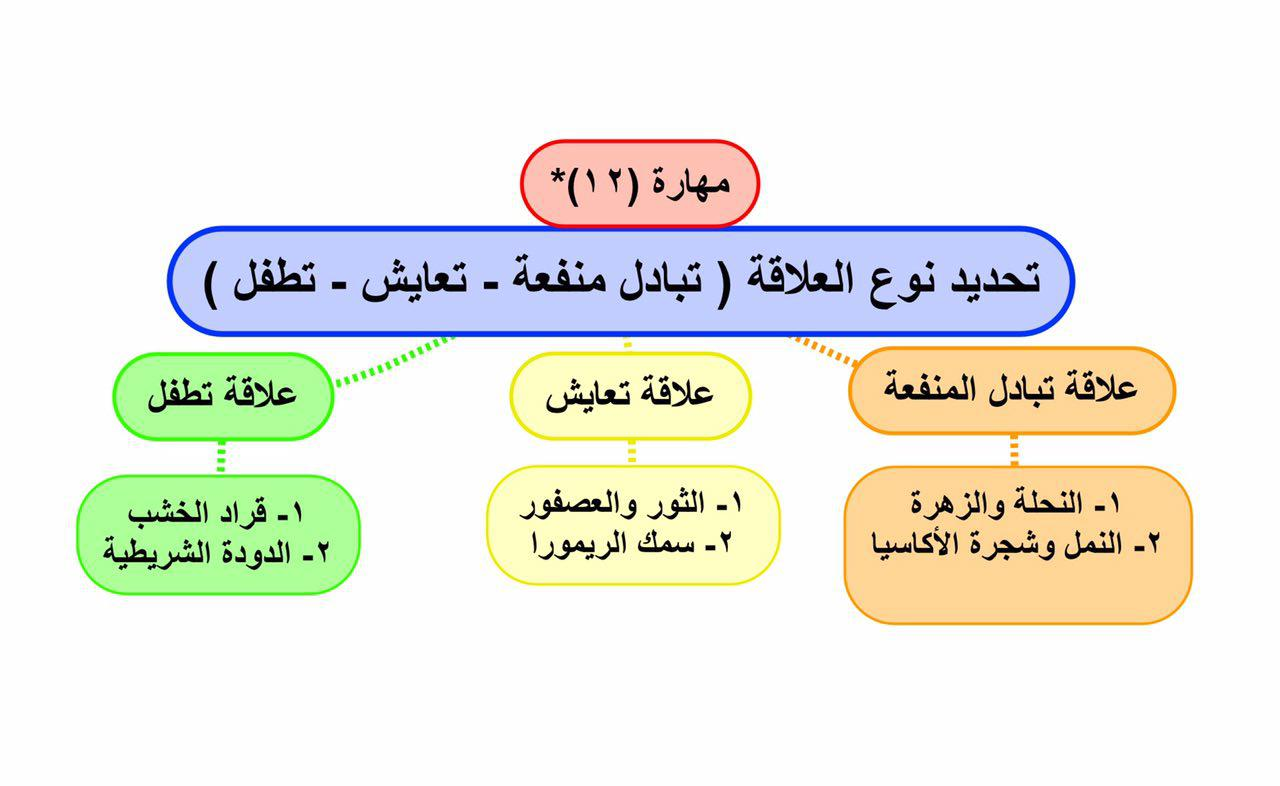 مهارة (١٢)*
تحديد نوع العلاقة ( تبادل منفعة - تعايش - تطفل )
علاقة تبادل المنفعة
١- النحلة والزهرة
٢- النمل وشجرة الأكاسيا
علاقة تعايش
١- الثور والعصفور
٢- سمك الريمورا
علاقة تطفل
١- قراد الخشب
٢- الدودة الشريطية